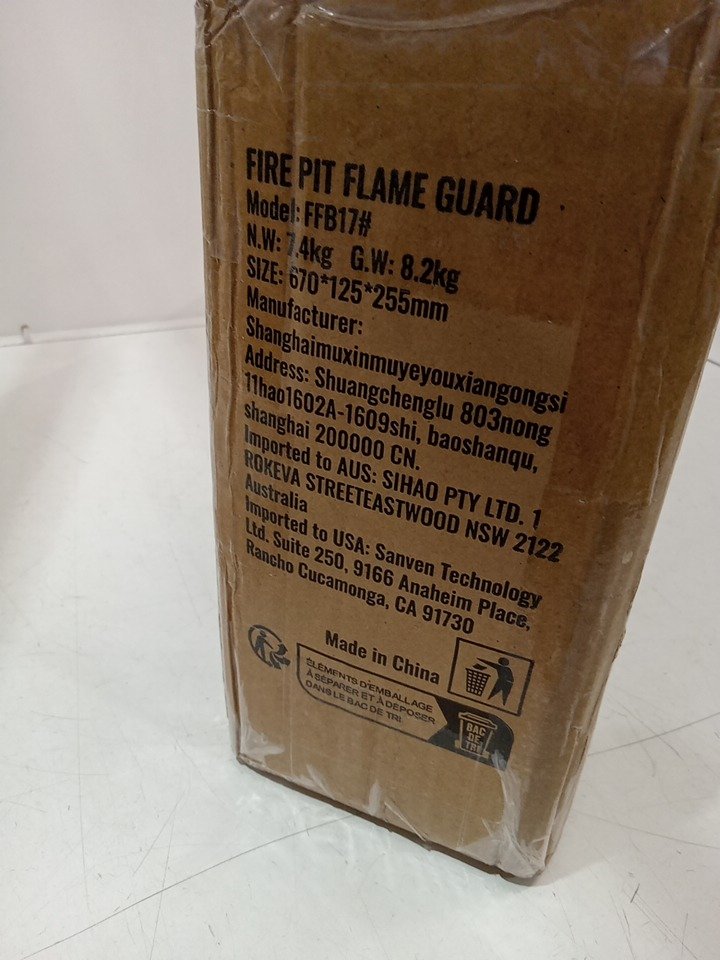 FIRE PIT FLAME GUARD
Model: FFB17#
N.W: 7.4kg G.W: 8.2kg
SIZE: 670*125*255mm
Manufacturer:
Shanghaimuxinmuyeyouxiangongsi
Address: Shuangchenglu 803nong
11hao1602A-1609shi, baoshanqu,
shanghai 200000 CN.
Imported to AUS: SIHAO PTY LTD. 1
ROKEVA STREETEASTWOOD NSW 2122
Australia
Imported to USA: Sanven Technology
Ltd. Suite 250, 9166 Anaheim Place,
Rancho Cucamonga, CA 91730
Made in China
ÉLÉMENTS D'EMBALLAGE
À SÉPARER ET À DÉPOSER
DANS LE BAC DE TRI
BAC
DE
TRI